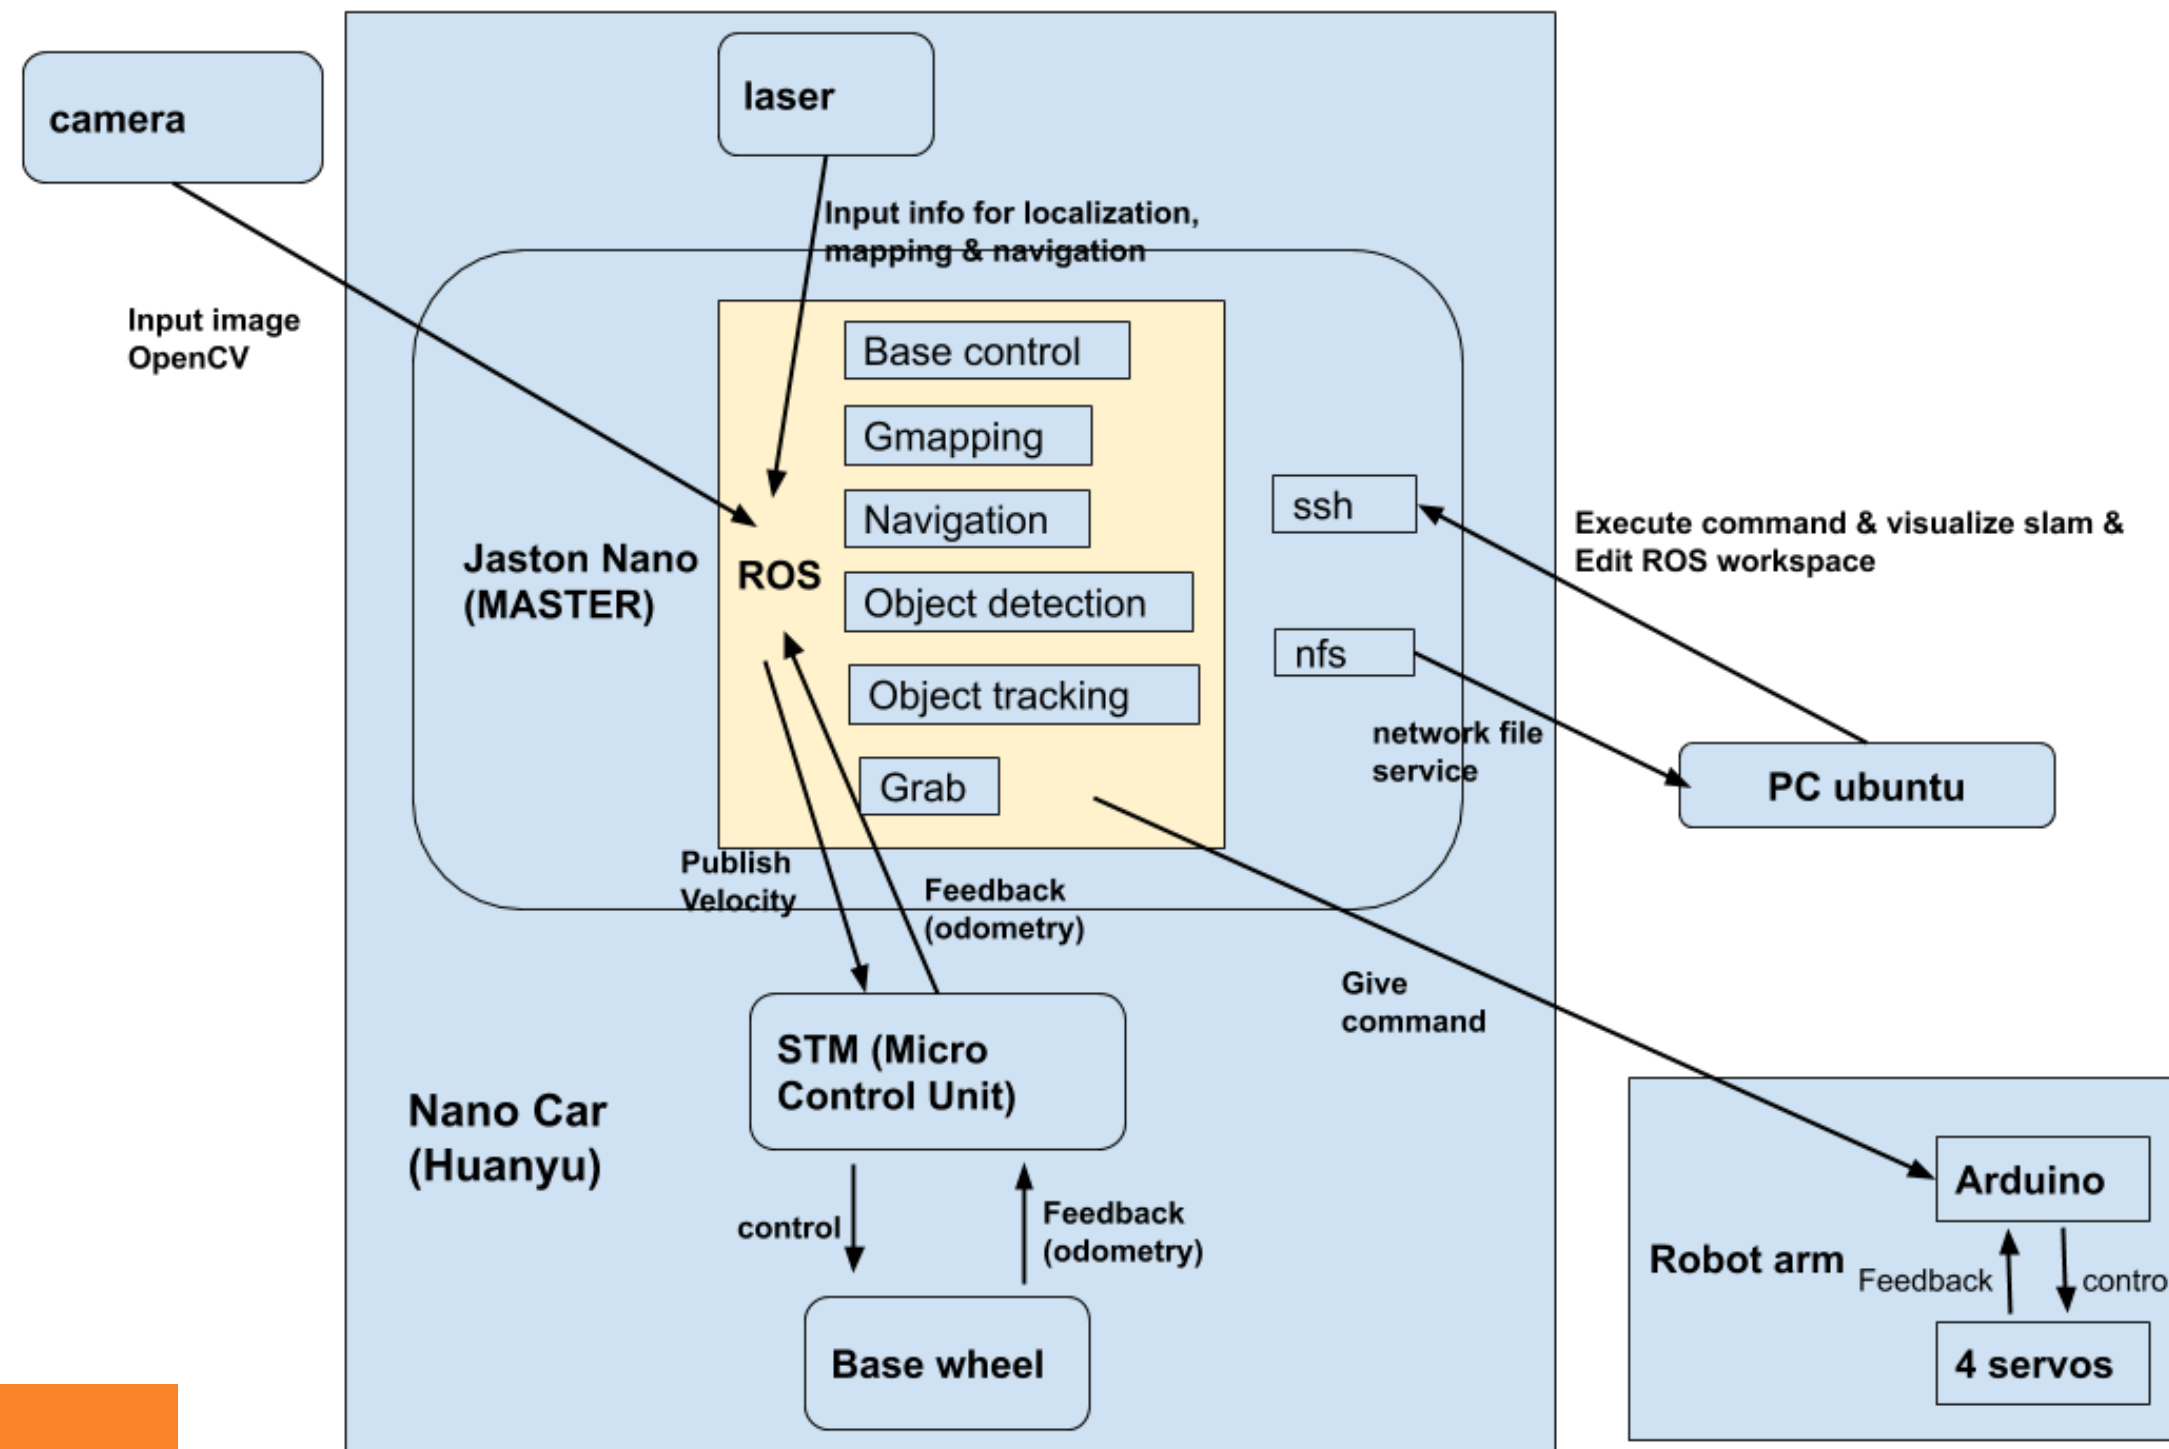 camera
laser
Input info for localization,
mapping & navigation
Input image
OpenCV
Base control
Gmapping
Navigation
Object detection
Object tracking
Grab
ROS
Jaston Nano
(MASTER)
ssh
nfs
Execute command & visualize slam &
Edit ROS workspace
network file
service
PC ubuntu
Publish
Velocity
Feedback
(odometry)
Give
command
STM (Micro
Control Unit)
Nano Car
(Huanyu)
control
Feedback
(odometry)
Base wheel
Arduino
Robot arm
Feedback
contro
4 servos